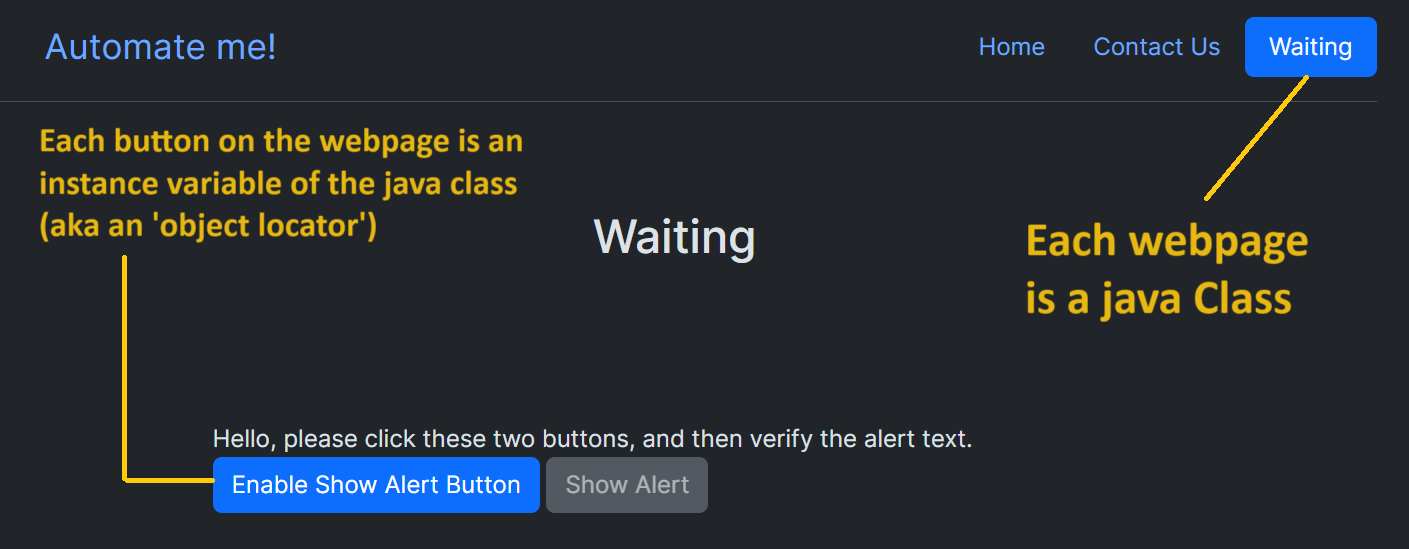 Automate me!
Home
Contact Us
Waiting
Each button on the webpage is an
instance variable of the java class
(aka an 'object locator')
Waiting
Each webpage
is a java Class
Hello, please click these two buttons, and then verify the alert text.
Enable Show Alert Button
Show Alert